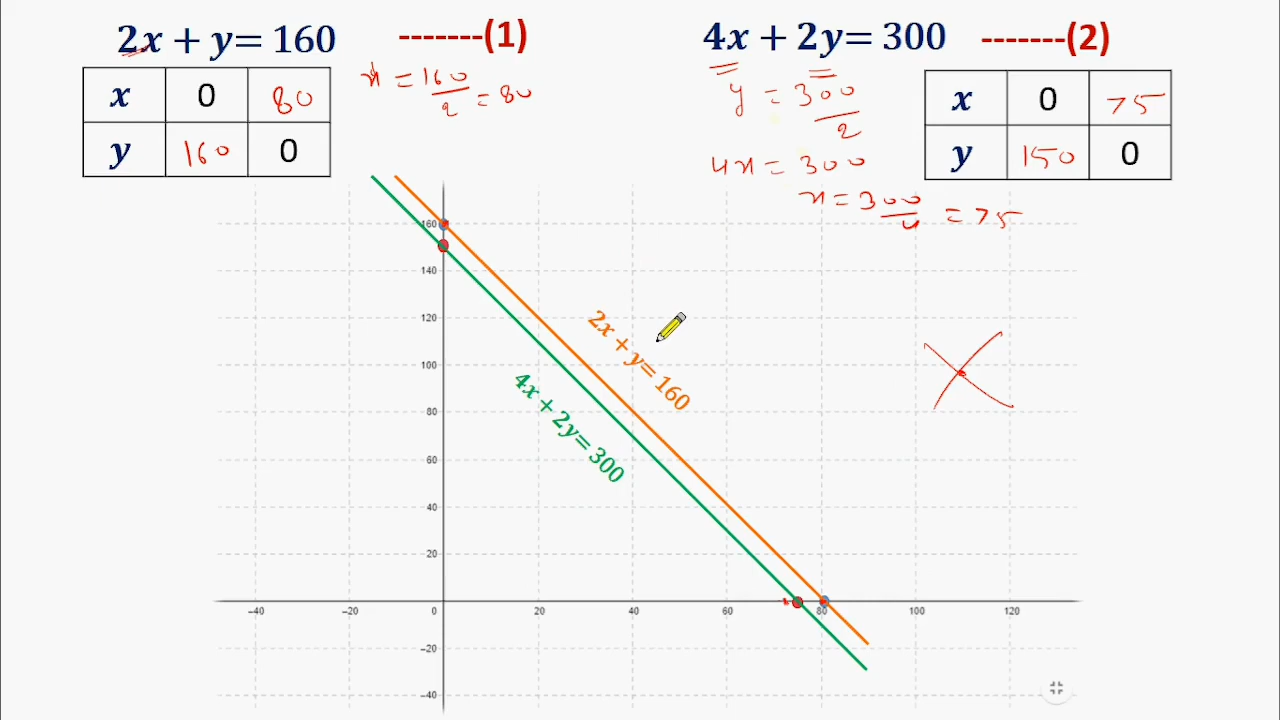 2x + y= 160 -------(1)
x 0 80
y 160 0
x = 160/2 = 80
4x + 2y= 300 -------(2)
y = 300/2
4x = 300
x = 300/4 = 75
x 0 75
y 150 0
160
140
120
100
80
60
40
20
-40 -20 0 20 40 60 80 100 120
-20
-40
2x + y= 160
4x + 2y= 300